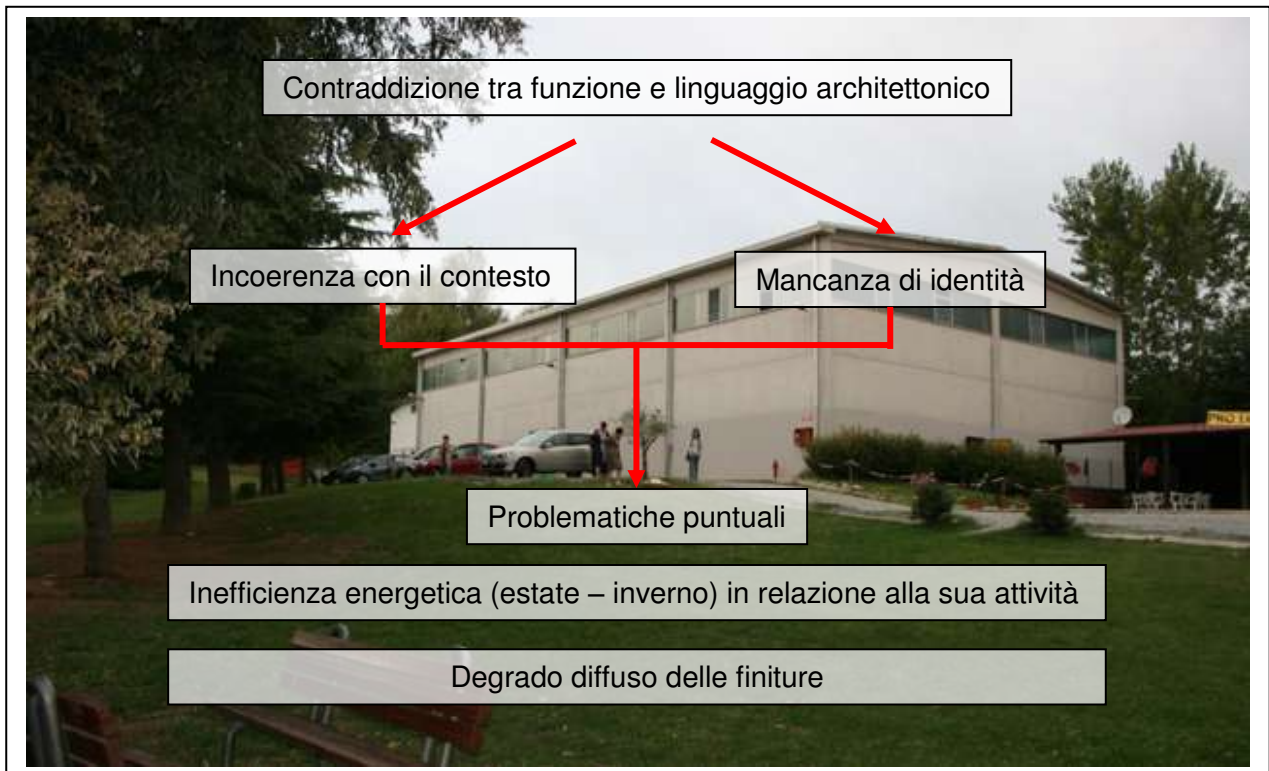 Contraddizione tra funzione e linguaggio architettonico
Incoerenza con il contesto
Mancanza di identità
Problematiche puntuali
Inefficienza energetica (estate – inverno) in relazione alla sua attività
Degrado diffuso delle finiture